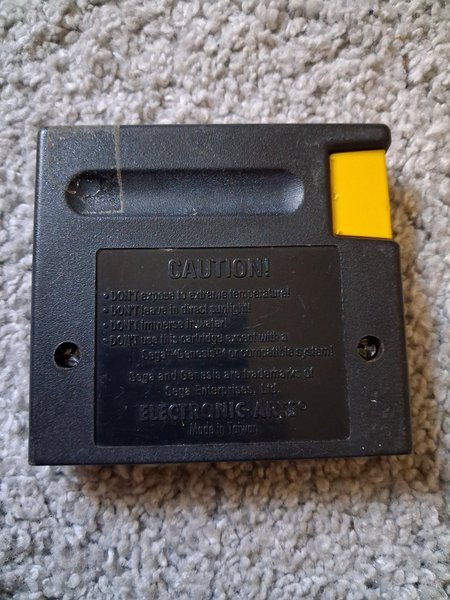 CAUTION!
• DON'T expose to extreme temperature!
• DON'T leave in direct sunlight!
• DON'T immerse in water!
• DON'T use this cartridge except with a
Sega™ Genesis™ or compatible system!
Sega and Genesis are trademarks of
Sega Enterprises, Ltd.
ELECTRONIC ARTS®
Made in Taiwan